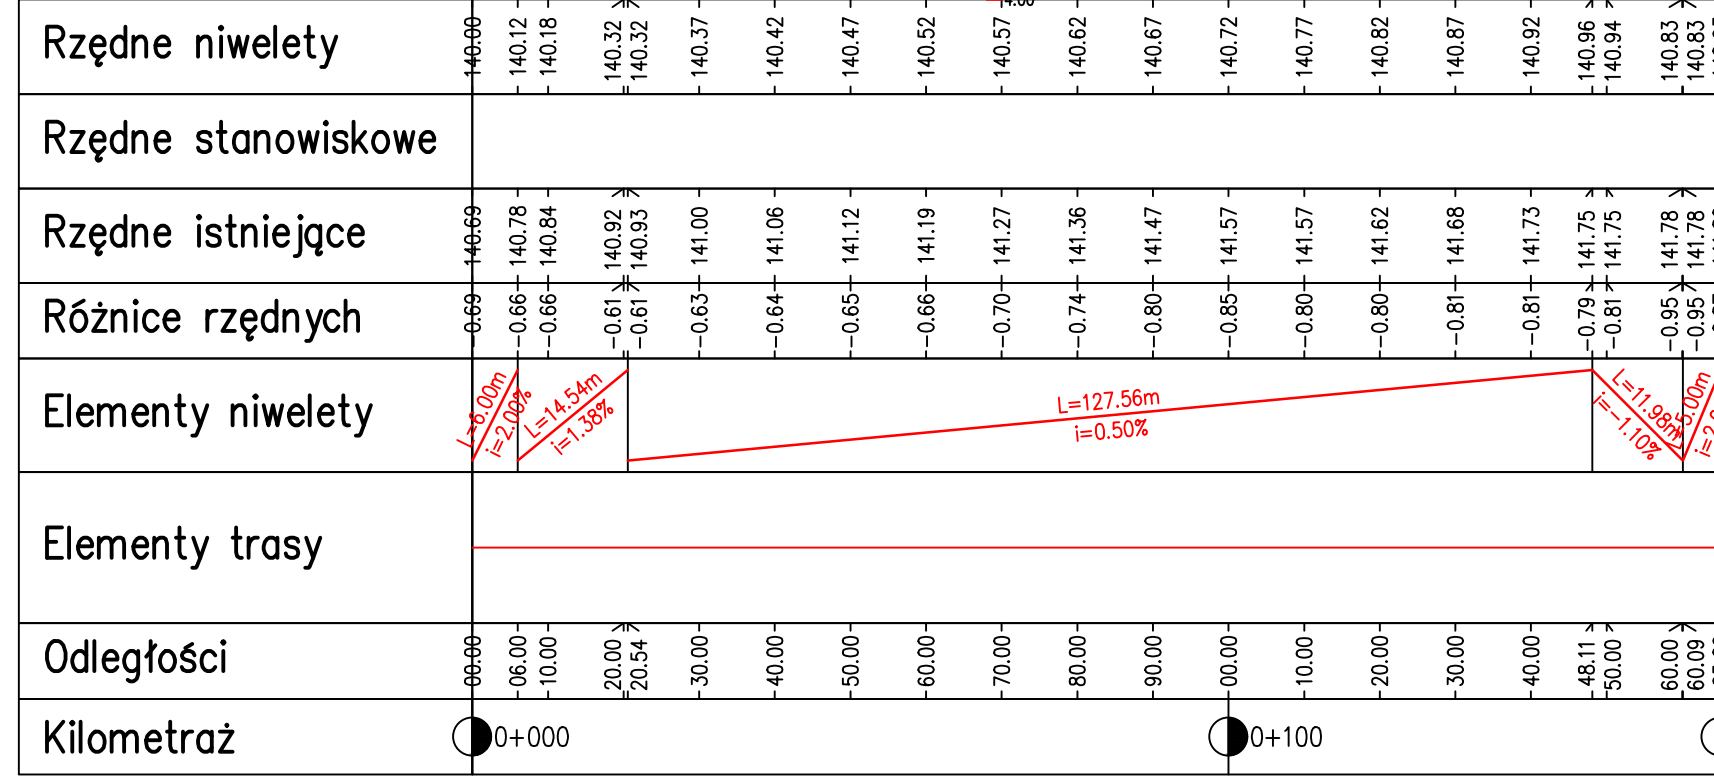 4.00
Rzędne niwelety 140.00 140.12 140.18 140.32 140.32 140.37 140.42 140.47 140.52 140.57 140.62 140.67 140.72 140.77 140.82 140.87 140.92 140.96 140.94 140.83 140.83
Rzędne stanowiskowe
Rzędne istniejące 140.69 140.78 140.84 140.92 140.93 141.00 141.06 141.12 141.19 141.27 141.36 141.47 141.57 141.57 141.62 141.68 141.73 141.75 141.75 141.78 141.78
Różnice rzędnych -0.69 -0.66 -0.66 -0.61 -0.61 -0.63 -0.64 -0.65 -0.66 -0.70 -0.74 -0.80 -0.85 -0.80 -0.80 -0.81 -0.81 -0.79 -0.81 -0.95 -0.95
Elementy niwelety
L=6.00m
i=2.00%
L=14.54m
i=1.38%
L=127.56m
i=0.50%
L=11.98m
i=-1.10%
5.00m
Elementy trasy
Odległości 00.00 06.00 10.00 20.00 20.54 30.00 40.00 50.00 60.00 70.00 80.00 90.00 00.00 10.00 20.00 30.00 40.00 48.11 50.00 60.00 60.09
Kilometraż 0+000 0+100